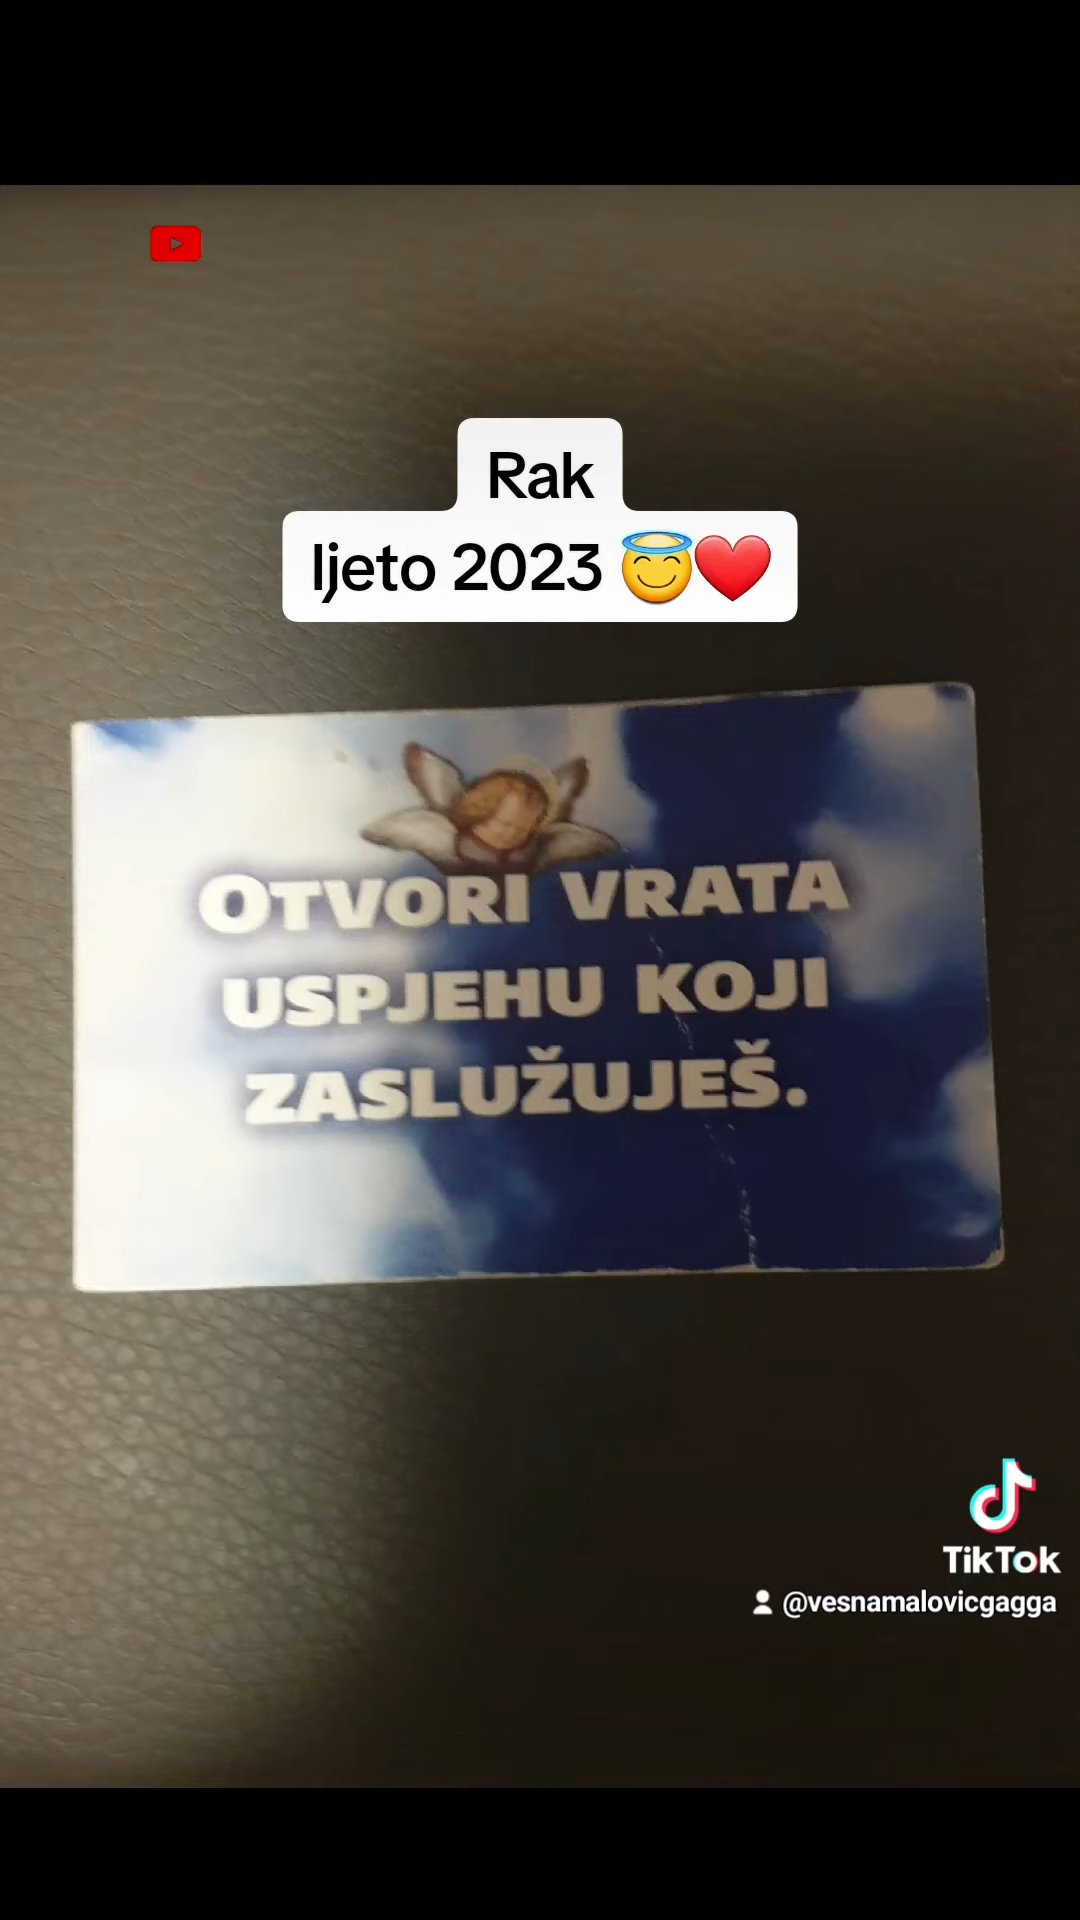 Rak
ljeto 2023 😇❤️
OTVORI VRATA
USPJEHU KOJI
ZASLUŽUJEŠ.
TikTok
@vesnamalovicgagga